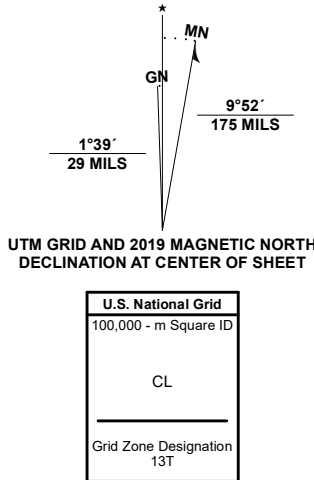 ★
MN
GN
9°52´
175 MILS
1°39´
29 MILS
UTM GRID AND 2019 MAGNETIC NORTH
DECLINATION AT CENTER OF SHEET
U.S. National Grid
100,000 - m Square ID
CL
Grid Zone Designation
13T